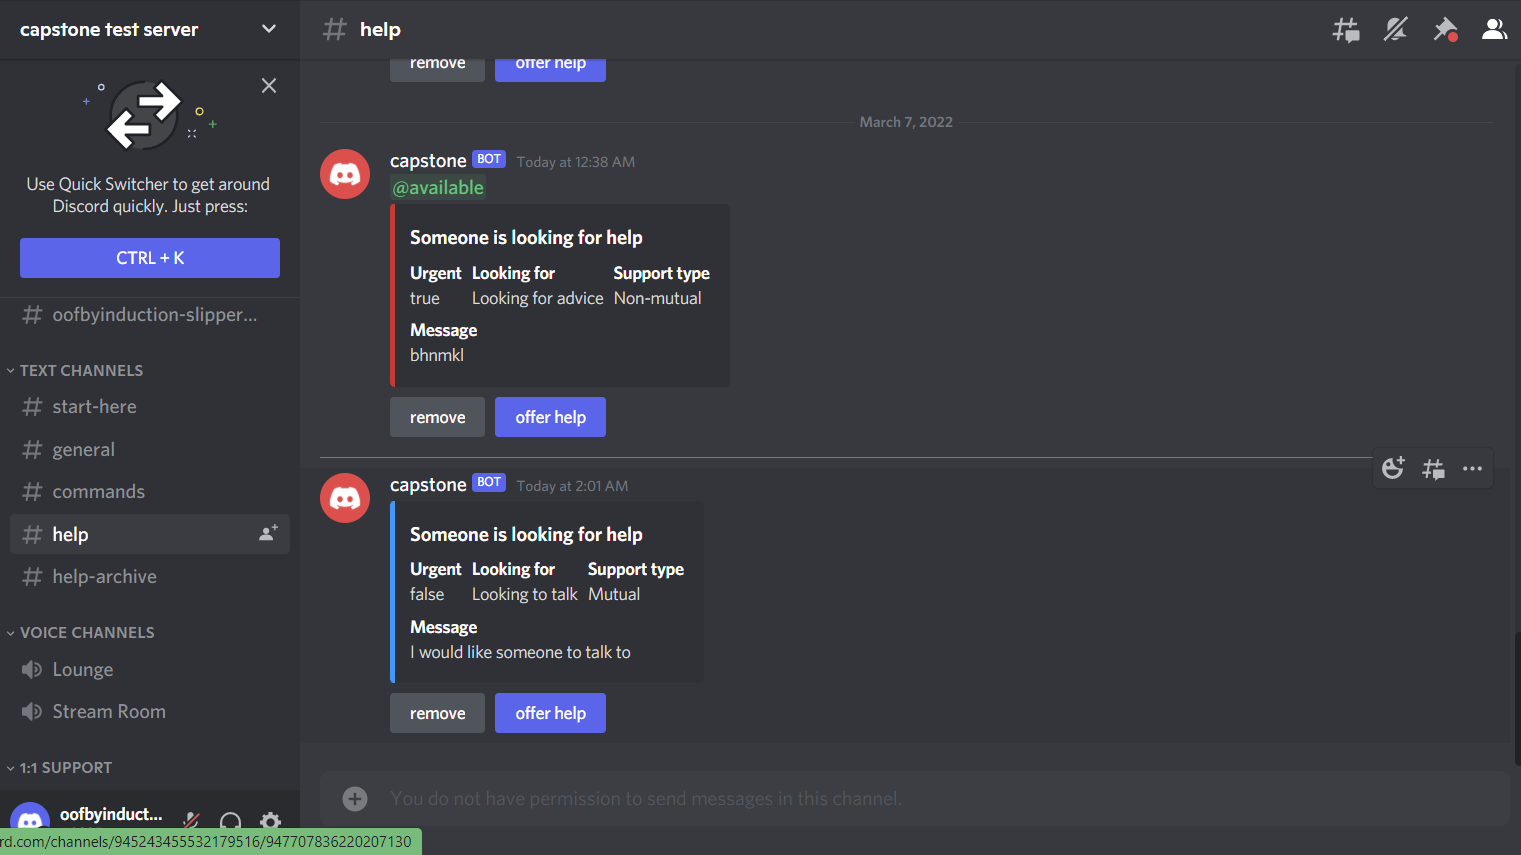 capstone test server
Use Quick Switcher to get around
Discord quickly. Just press:
CTRL + K
oofbyinduction-slipper...
TEXT CHANNELS
start-here
general
commands
help
help-archive
VOICE CHANNELS
Lounge
Stream Room
1:1 SUPPORT
oofbyinduct...
rd.com/channels/945243455532179516/947707836220207130
help
remove offer help
March 7, 2022
capstone BOT Today at 12:38 AM
@available
Someone is looking for help
Urgent Looking for Support type
true Looking for advice Non-mutual
Message
bhnmkl
remove offer help
capstone BOT Today at 2:01 AM
Someone is looking for help
Urgent Looking for Support type
false Looking to talk Mutual
Message
I would like someone to talk to
remove offer help
You do not have permission to send messages in this channel.